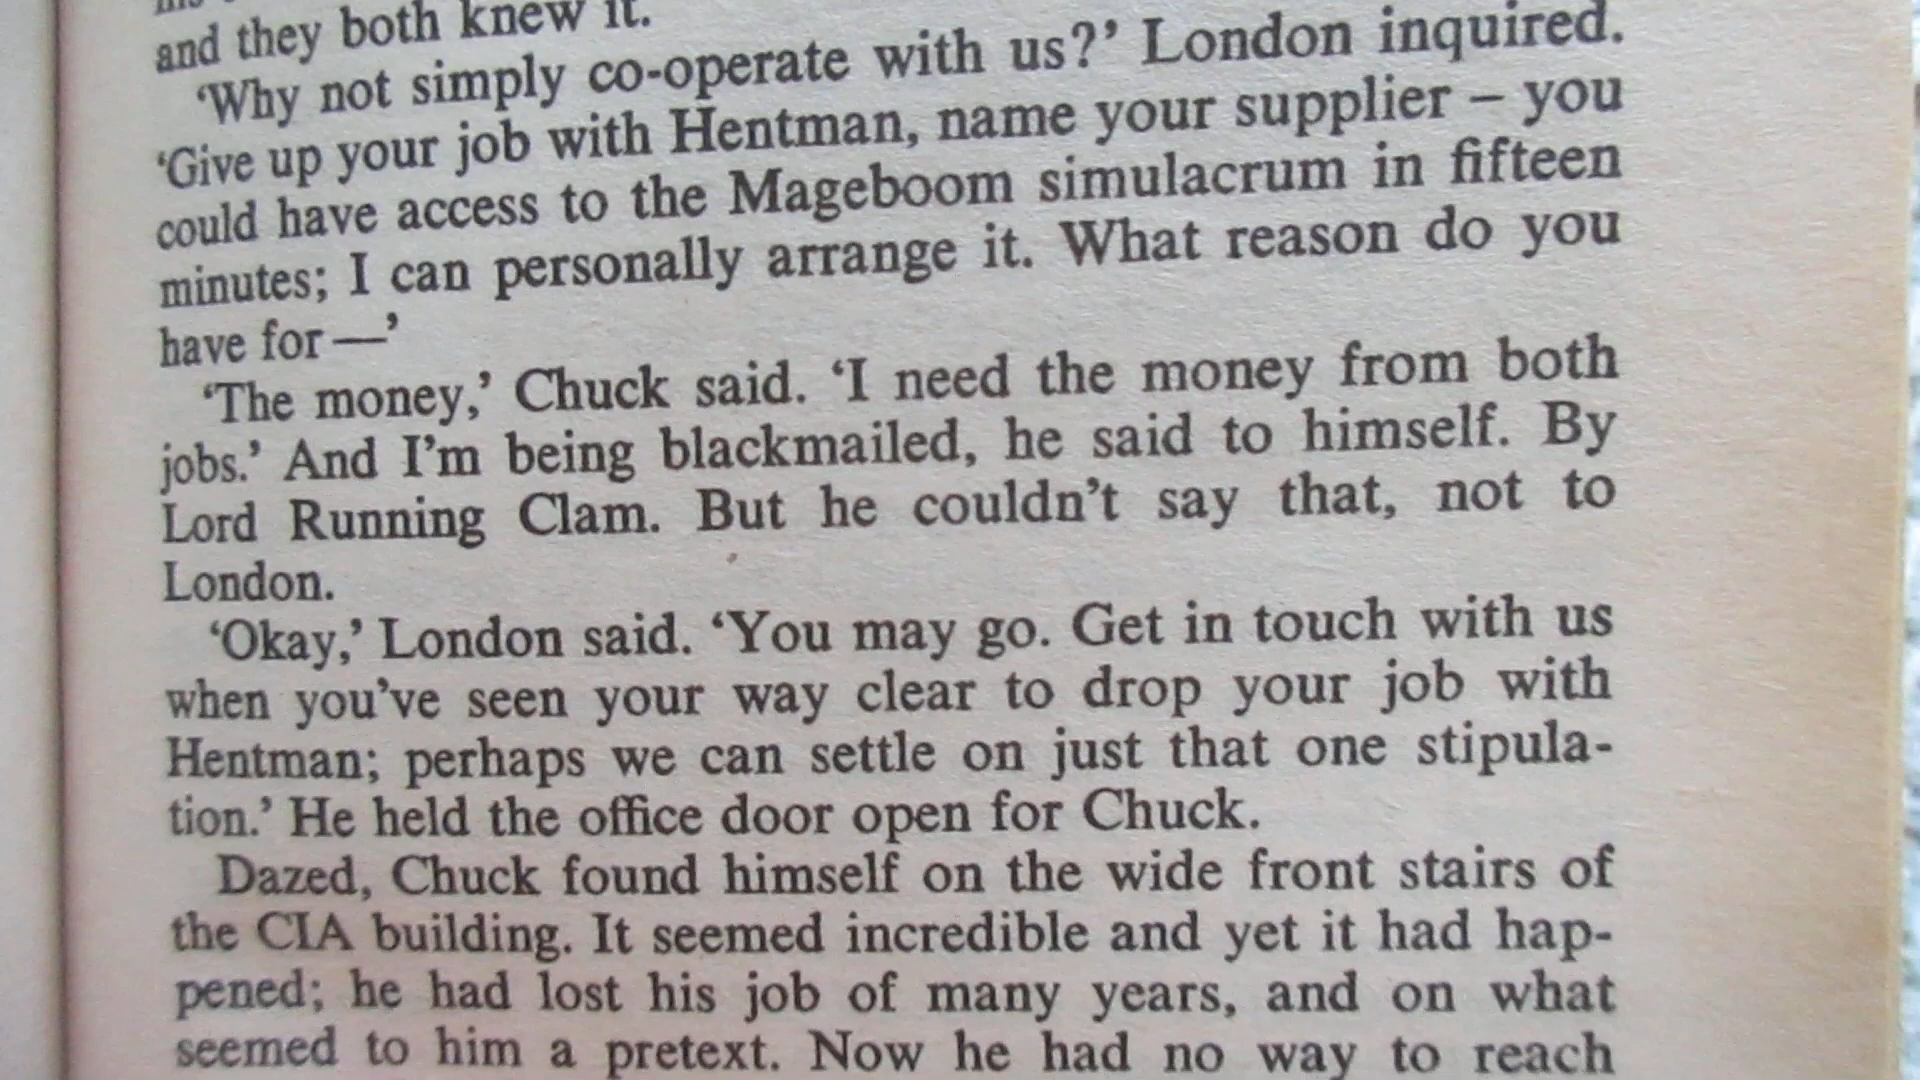 and they both knew it.
‘Why not simply co-operate with us?’ London inquired.
‘Give up your job with Hentman, name your supplier – you
could have access to the Mageboom simulacrum in fifteen
minutes; I can personally arrange it. What reason do you
have for —’
‘The money,’ Chuck said. ‘I need the money from both
jobs.’ And I’m being blackmailed, he said to himself. By
Lord Running Clam. But he couldn’t say that, not to
London.
‘Okay,’ London said. ‘You may go. Get in touch with us
when you’ve seen your way clear to drop your job with
Hentman; perhaps we can settle on just that one stipula-
tion.’ He held the office door open for Chuck.
Dazed, Chuck found himself on the wide front stairs of
the CIA building. It seemed incredible and yet it had hap-
pened; he had lost his job of many years, and on what
seemed to him a pretext. Now he had no way to reach